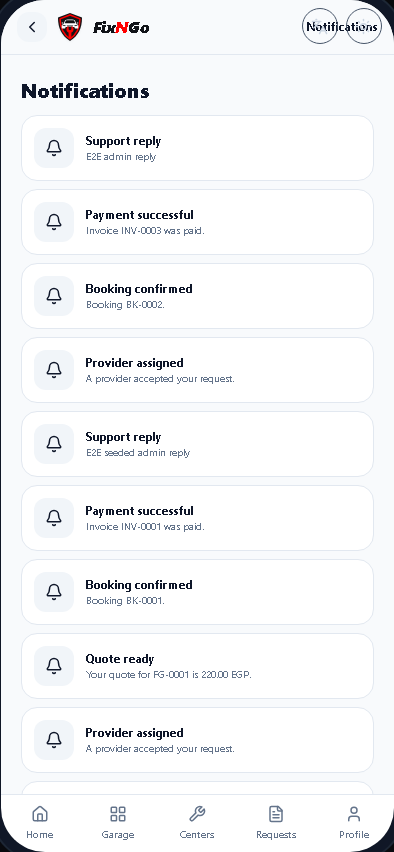 FixNGo
Notifications
Notifications
Support reply
E2E admin reply
Payment successful
Invoice INV-0003 was paid.
Booking confirmed
Booking BK-0002.
Provider assigned
A provider accepted your request.
Support reply
E2E seeded admin reply
Payment successful
Invoice INV-0001 was paid.
Booking confirmed
Booking BK-0001.
Quote ready
Your quote for FG-0001 is 220.00 EGP.
Provider assigned
A provider accepted your request.
Home
Garage
Centers
Requests
Profile